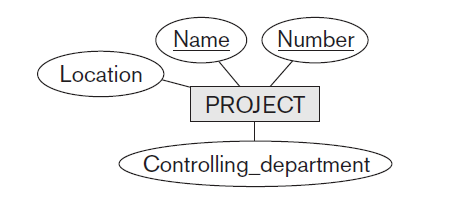 Name
Number
Location
PROJECT
Controlling_department